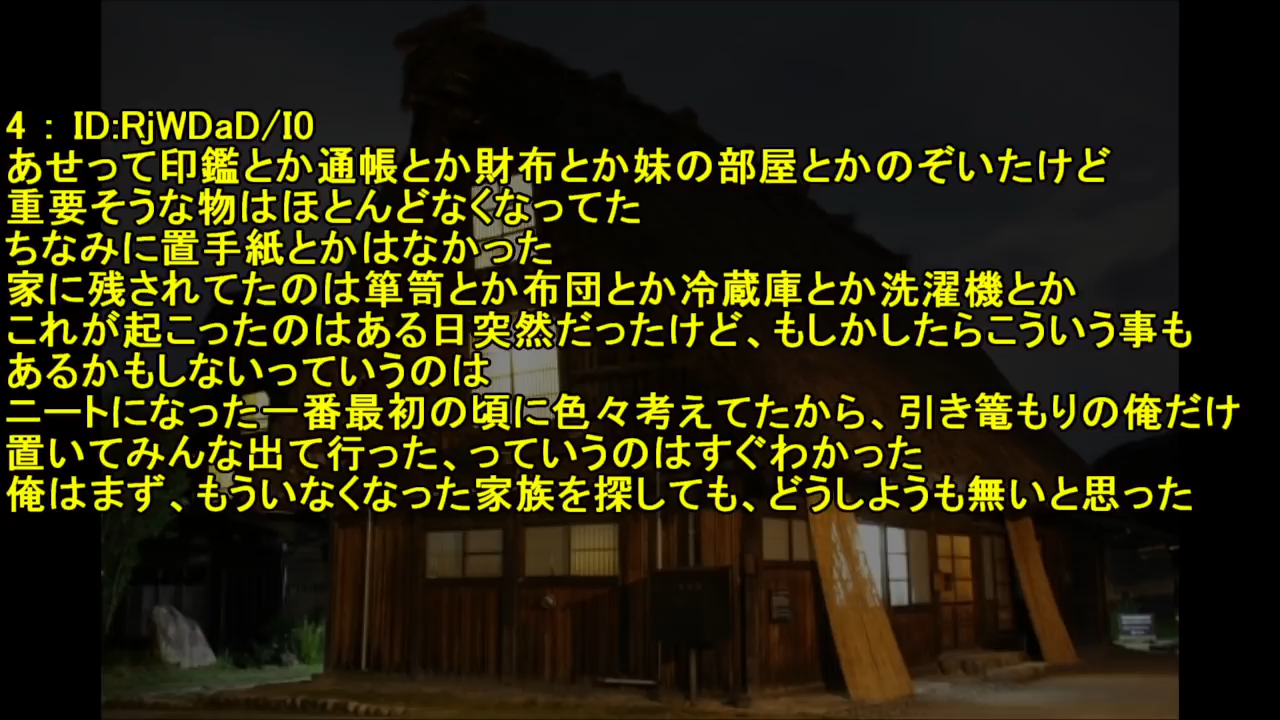 4 : ID:RjWDaD/I0
あせって印鑑とか通帳とか財布とか妹の部屋とかのぞいたけど
重要そうな物はほとんどなくなってた
ちなみに置手紙とかはなかった
家に残されてたのは箪笥とか布団とか冷蔵庫とか洗濯機とか
これが起こったのはある日突然だったけど、もしかしたらこういう事も
あるかもしないっていうのは
ニートになった一番最初の頃に色々考えてたから、引き篭もりの俺だけ
置いてみんな出て行った、っていうのはすぐわかった
俺はまず、もういなくなった家族を探しても、どうしようも無いと思った